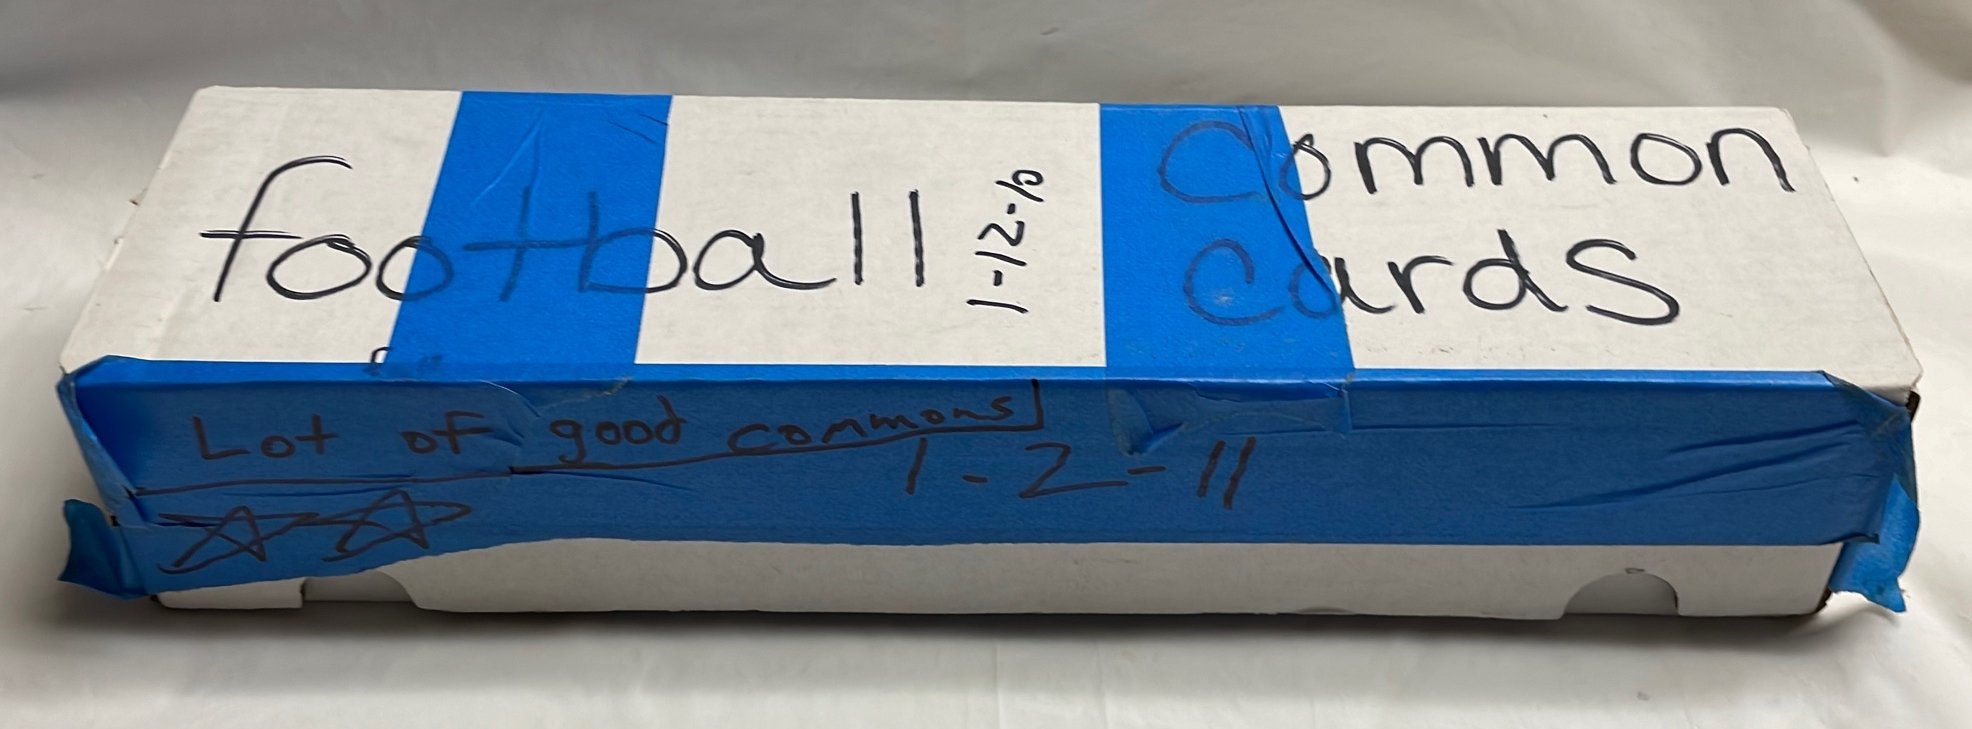 football
1-12-10
Common
cards
Lot of good commons
1-2-11